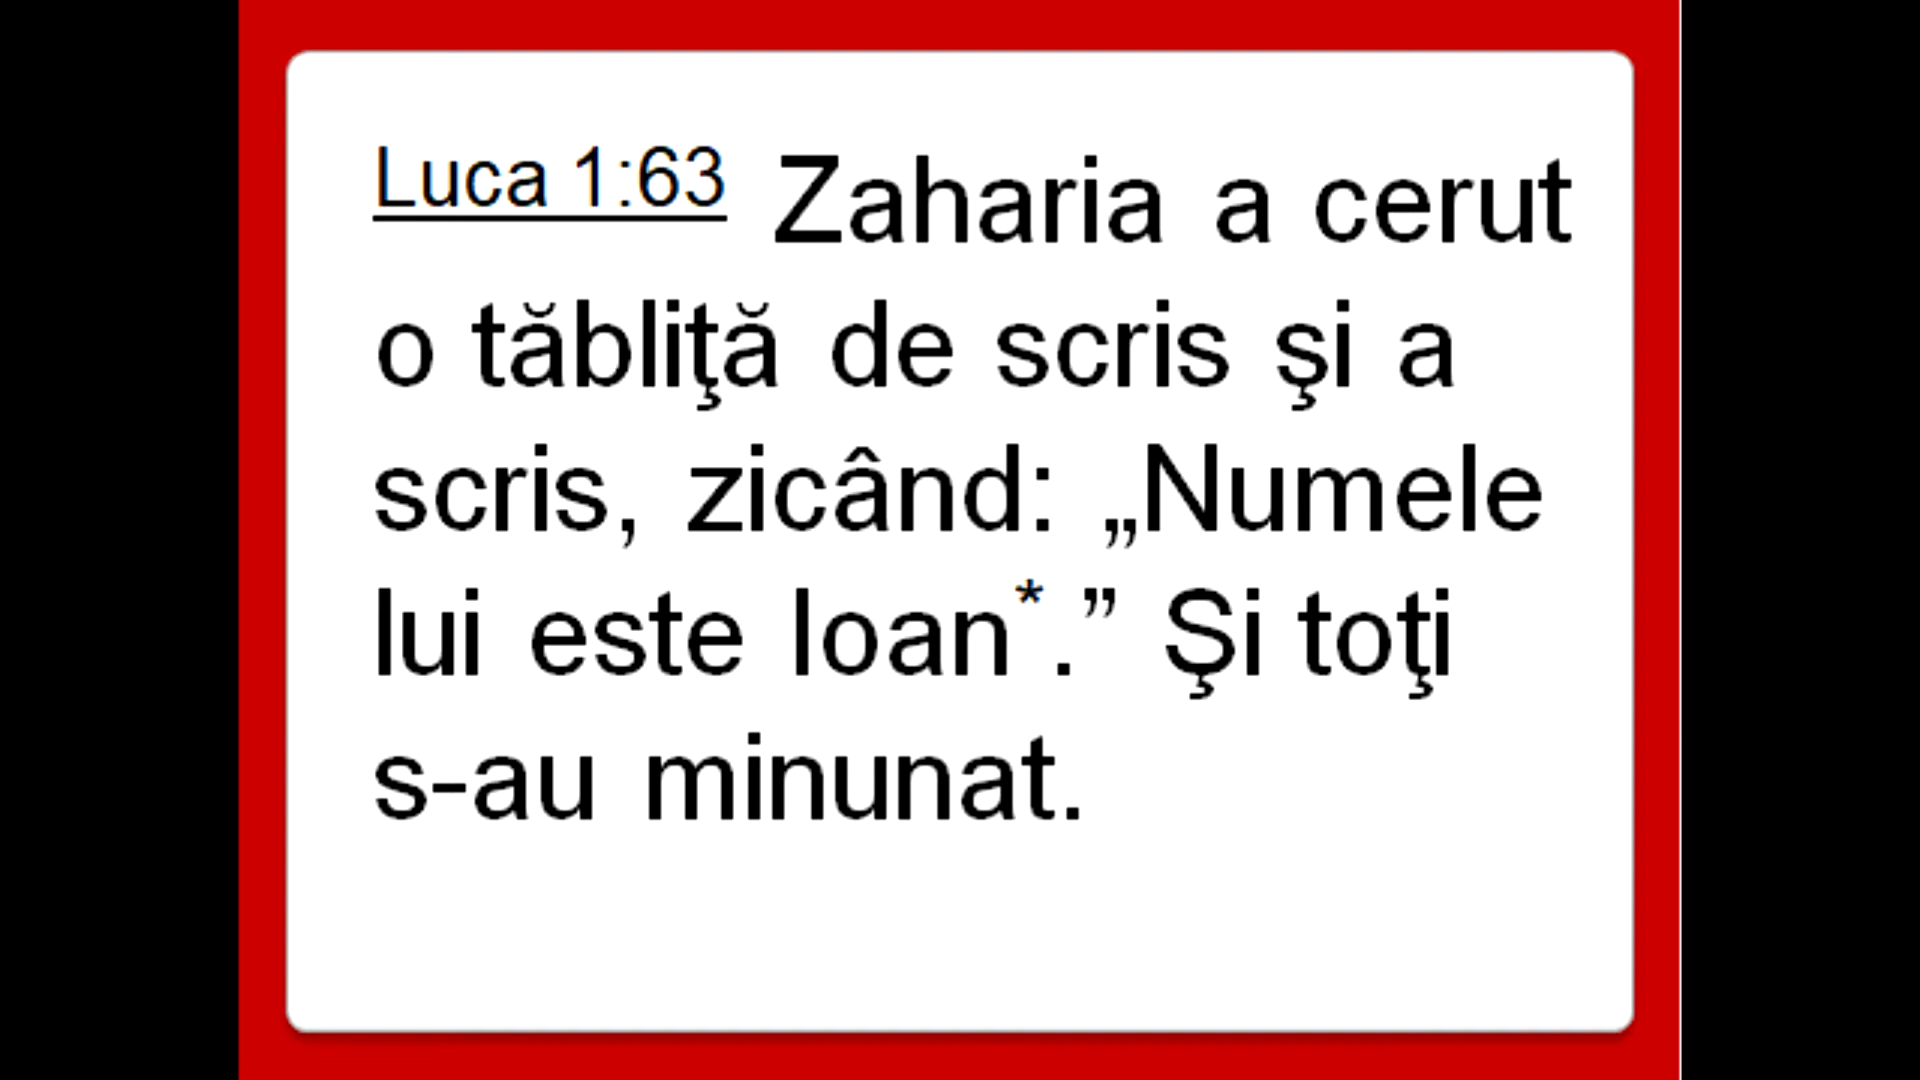 Luca 1:63 Zaharia a cerut
o tăbliţă de scris şi a
scris, zicând: „Numele
lui este Ioan*.” Şi toţi
s-au minunat.